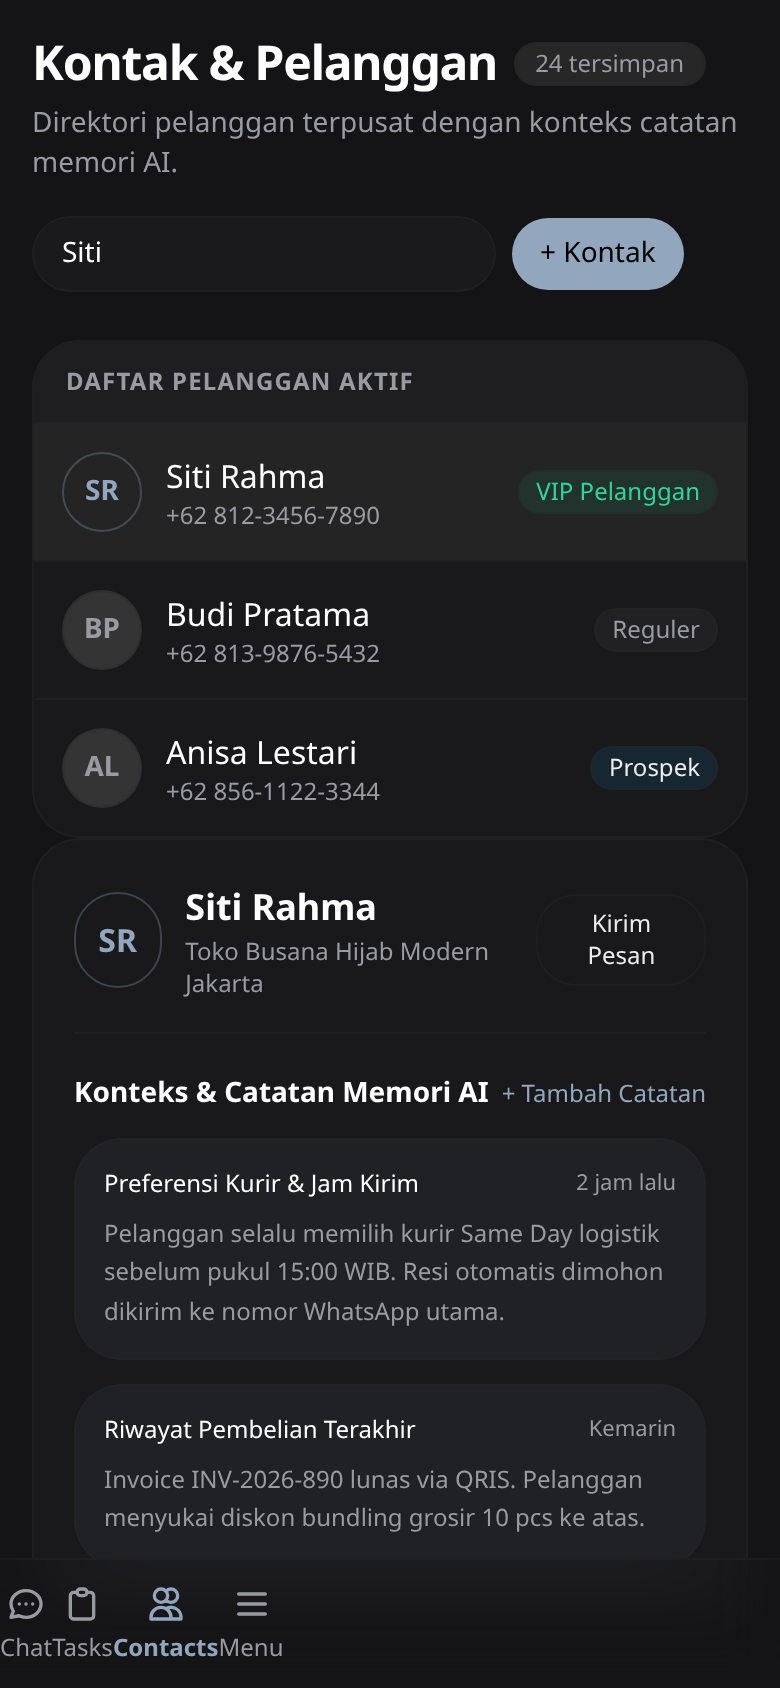 Kontak & Pelanggan
24 tersimpan
Direktori pelanggan terpusat dengan konteks catatan
memori AI.
Siti
+ Kontak
DAFTAR PELANGGAN AKTIF
SR
Siti Rahma
+62 812-3456-7890
VIP Pelanggan
BP
Budi Pratama
+62 813-9876-5432
Reguler
AL
Anisa Lestari
+62 856-1122-3344
Prospek
SR
Siti Rahma
Toko Busana Hijab Modern
Jakarta
Kirim
Pesan
Konteks & Catatan Memori AI
+ Tambah Catatan
Preferensi Kurir & Jam Kirim
2 jam lalu
Pelanggan selalu memilih kurir Same Day logistik
sebelum pukul 15:00 WIB. Resi otomatis dimohon
dikirim ke nomor WhatsApp utama.
Riwayat Pembelian Terakhir
Kemarin
Invoice INV-2026-890 lunas via QRIS. Pelanggan
menyukai diskon bundling grosir 10 pcs ke atas.
Chat
Tasks
Contacts
Menu